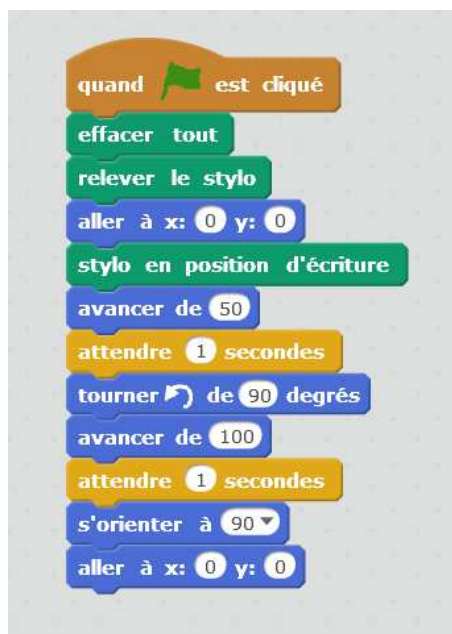 quand est cliqué
effacer tout
relever le stylo
aller à x: 0 y: 0
stylo en position d'écriture
avancer de 50
attendre 1 secondes
tourner de 90 degrés
avancer de 100
attendre 1 secondes
s'orienter à 90
aller à x: 0 y: 0